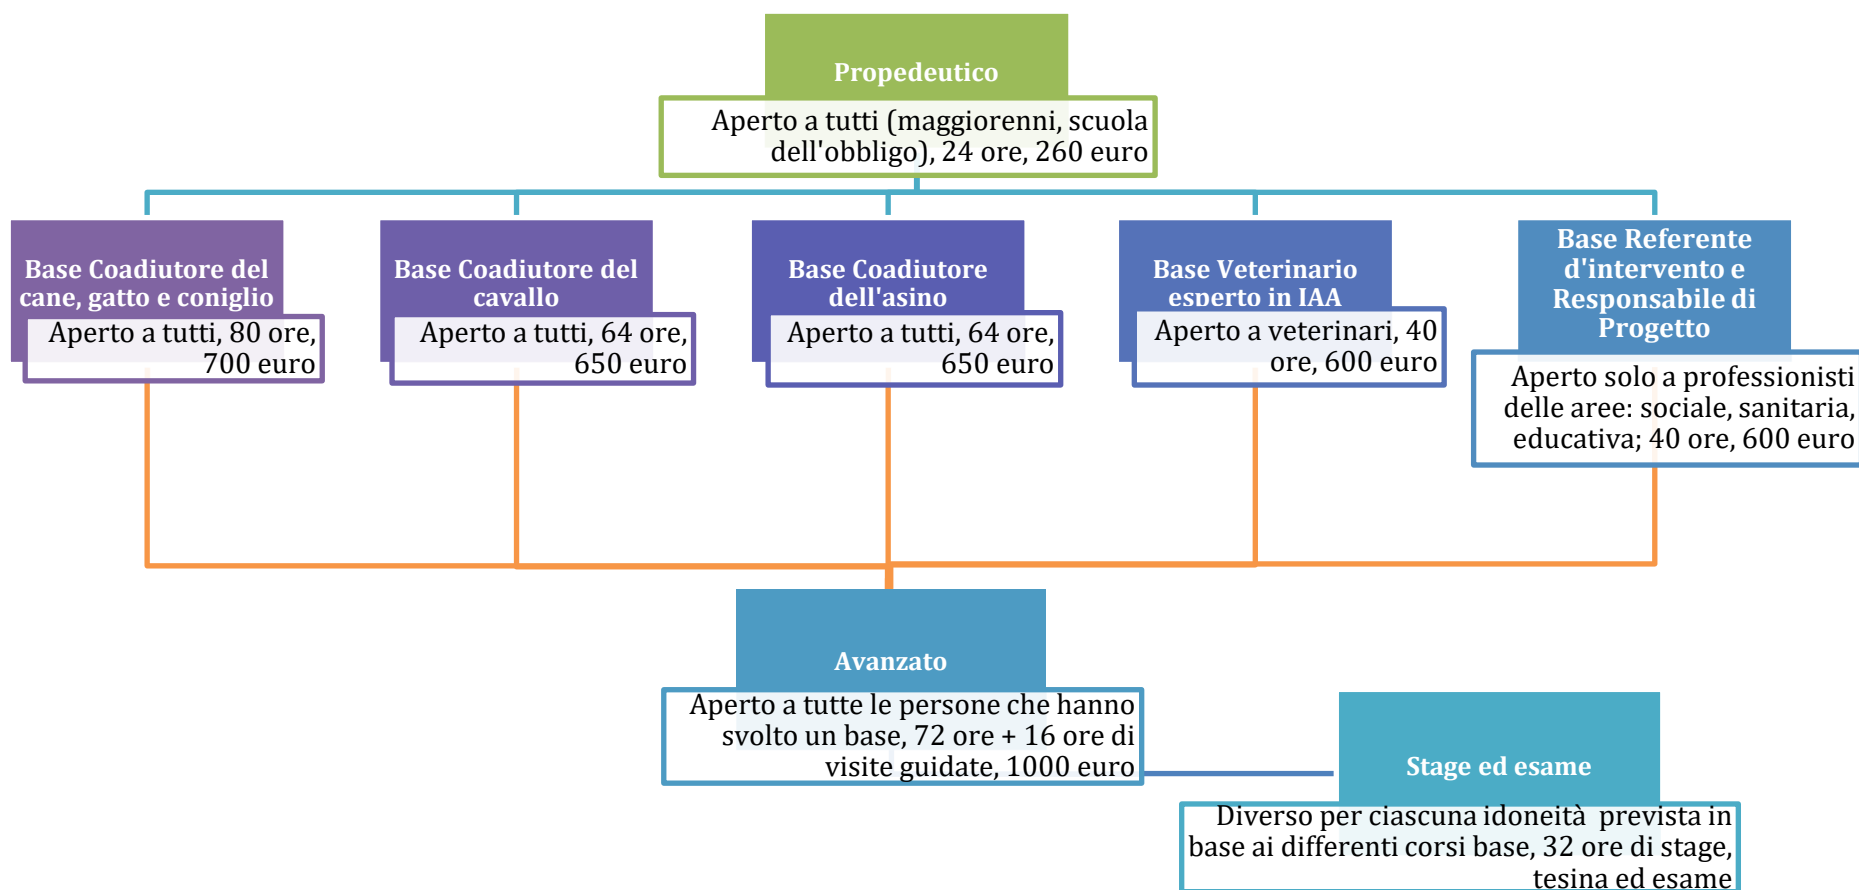 Propedeutico
Aperto a tutti (maggiorenni, scuola
dell'obbligo), 24 ore, 260 euro
Base Coadiutore del
cane, gatto e coniglio
Aperto a tutti, 80 ore,
700 euro
Base Coadiutore del
cavallo
Aperto a tutti, 64 ore,
650 euro
Base Coadiutore
dell'asino
Aperto a tutti, 64 ore,
650 euro
Base Veterinario
esperto in IAA
Aperto a veterinari, 40
ore, 600 euro
Base Referente
d'intervento e
Responsabile di
Progetto
Aperto solo a professionisti
delle aree: sociale, sanitaria,
educativa; 40 ore, 600 euro
Avanzato
Aperto a tutte le persone che hanno
svolto un base, 72 ore + 16 ore di
visite guidate, 1000 euro
Stage ed esame
Diverso per ciascuna idoneità prevista in
base ai differenti corsi base, 32 ore di stage,
tesina ed esame